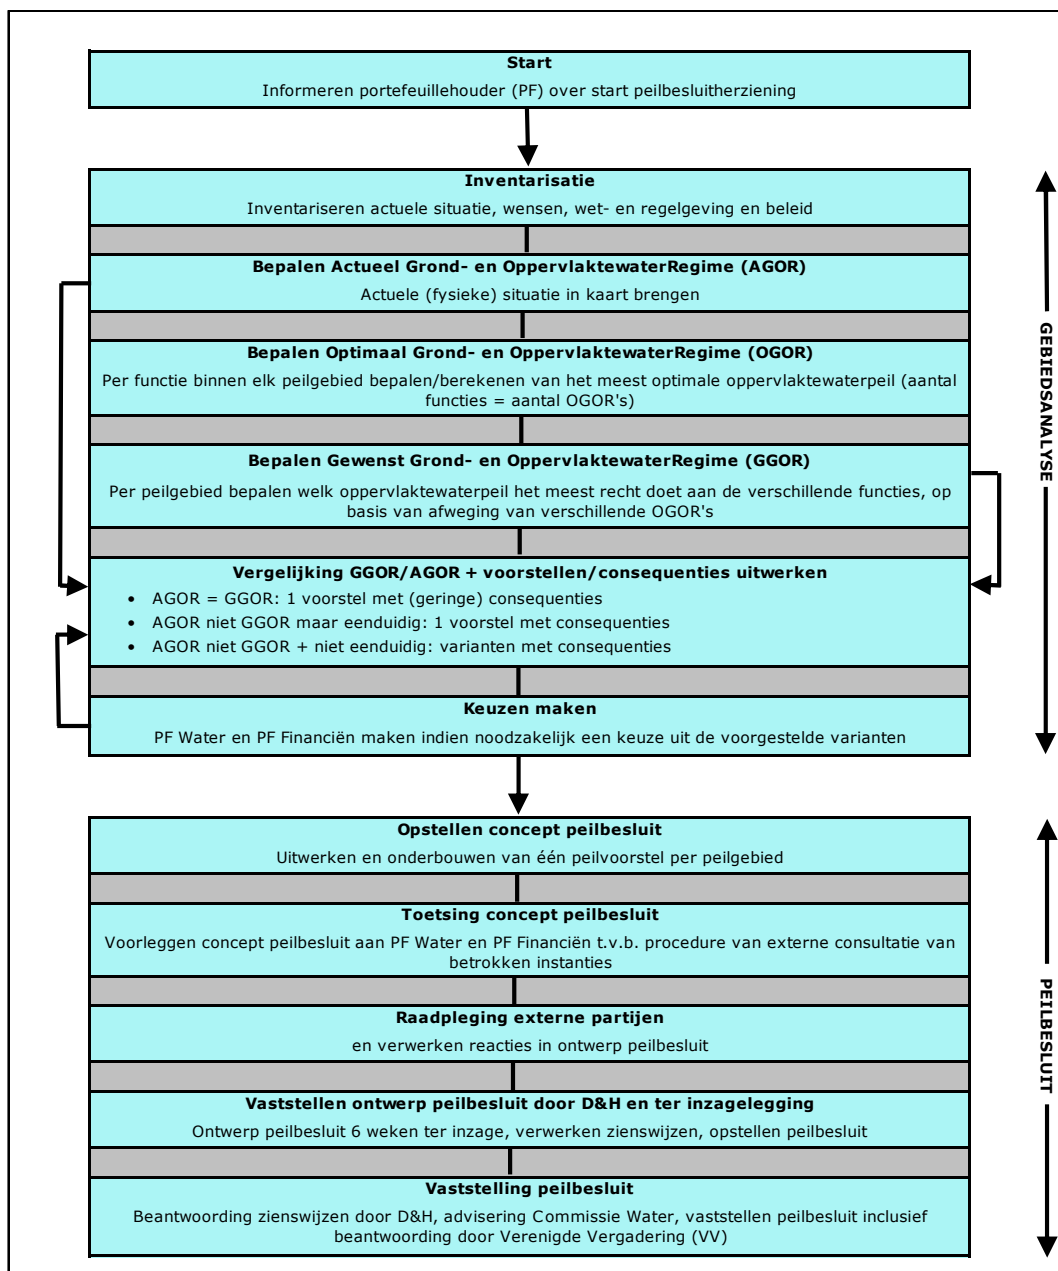 Start
Informeren portefeuillehouder (PF) over start peilbesluitherziening
Inventarisatie
Inventariseren actuele situatie, wensen, wet- en regelgeving en beleid
Bepalen Actueel Grond- en OppervlaktewaterRegime (AGOR)
Actuele (fysieke) situatie in kaart brengen
Bepalen Optimaal Grond- en OppervlaktewaterRegime (OGOR)
Per functie binnen elk peilgebied bepalen/berekenen van het meest optimale oppervlaktewaterpeil (aantal
functies = aantal OGOR's)
Bepalen Gewenst Grond- en OppervlaktewaterRegime (GGOR)
Per peilgebied bepalen welk oppervlaktewaterpeil het meest recht doet aan de verschillende functies, op
basis van afweging van verschillende OGOR's
Vergelijking GGOR/AGOR + voorstellen/consequenties uitwerken
• AGOR = GGOR: 1 voorstel met (geringe) consequenties
• AGOR niet GGOR maar eenduidig: 1 voorstel met consequenties
• AGOR niet GGOR + niet eenduidig: varianten met consequenties
Keuzen maken
PF Water en PF Financiën maken indien noodzakelijk een keuze uit de voorgestelde varianten
GEBIEDSANALYSE
Opstellen concept peilbesluit
Uitwerken en onderbouwen van één peilvoorstel per peilgebied
Toetsing concept peilbesluit
Voorleggen concept peilbesluit aan PF Water en PF Financiën t.v.b. procedure van externe consultatie van
betrokken instanties
Raadpleging externe partijen
en verwerken reacties in ontwerp peilbesluit
Vaststellen ontwerp peilbesluit door D&H en ter inzagelegging
Ontwerp peilbesluit 6 weken ter inzage, verwerken zienswijzen, opstellen peilbesluit
Vaststelling peilbesluit
Beantwoording zienswijzen door D&H, advisering Commissie Water, vaststellen peilbesluit inclusief
beantwoording door Verenigde Vergadering (VV)
PEILBESLUIT